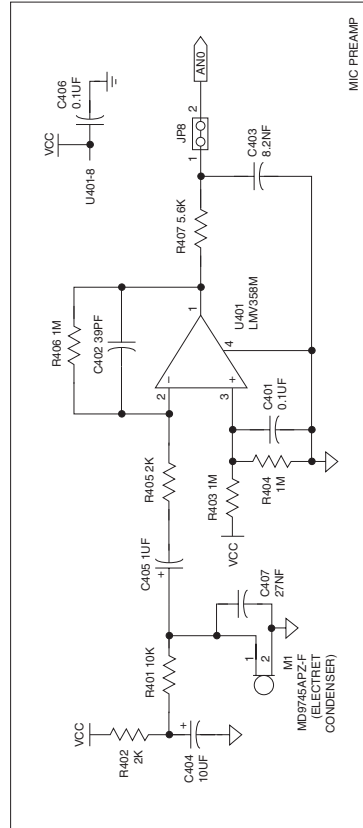 VCC
R402
2K
C404
10UF
+
R401 10K
C405 1UF
+
R405 2K
R406 1M
C402 39PF
2
3
−
+
1
4
U401
LMV358M
R407 5.6K
JP8
1
2
AN0
C403
8.2NF
VCC
R403 1M
R404
1M
C401
0.1UF
C407
27NF
1
2
M1
MD9745APZ-F
(ELECTRET
CONDENSER)
VCC
C406
0.1UF
U401-8
MIC PREAMP